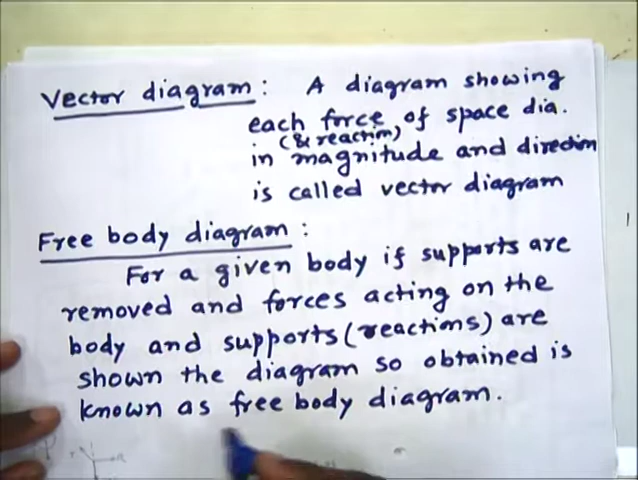 Vector diagram: A diagram showing
each force of space dia.
(& reaction)
in magnitude and direction
is called vector diagram
Free body diagram:
For a given body if supports are
removed and forces acting on the
body and supports (reactions) are
shown the diagram so obtained is
known as free body diagram.